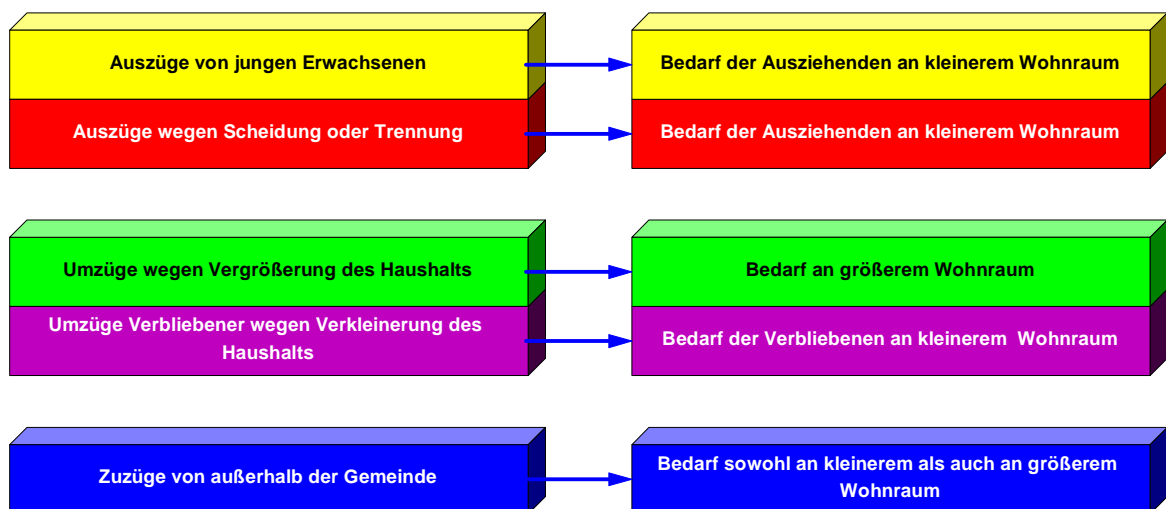 Auszüge von jungen Erwachsenen
Bedarf der Ausziehenden an kleinerem Wohnraum
Auszüge wegen Scheidung oder Trennung
Bedarf der Ausziehenden an kleinerem Wohnraum
Umzüge wegen Vergrößerung des Haushalts
Bedarf an größerem Wohnraum
Umzüge Verbliebener wegen Verkleinerung des
Haushalts
Bedarf der Verbliebenen an kleinerem Wohnraum
Zuzüge von außerhalb der Gemeinde
Bedarf sowohl an kleinerem als auch an größerem
Wohnraum